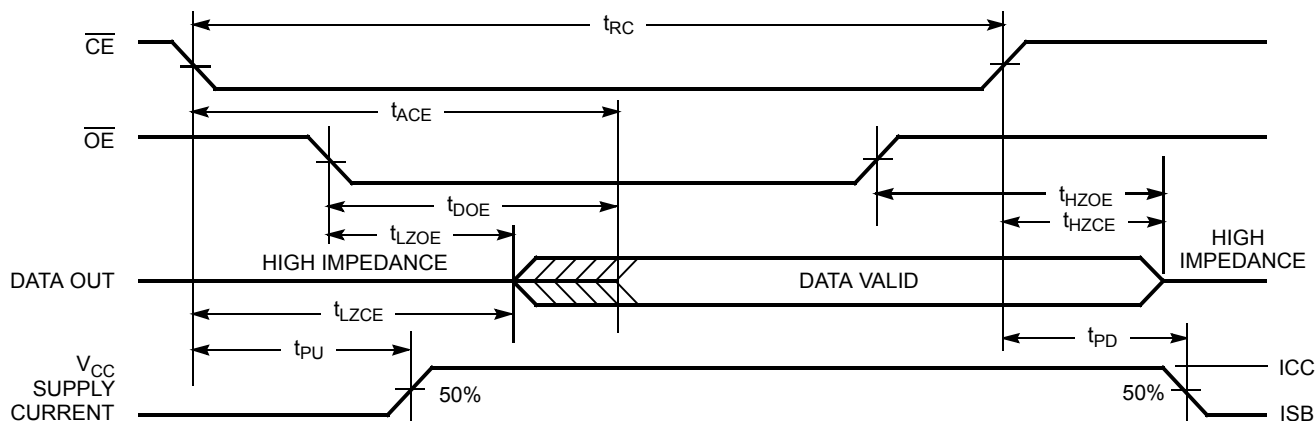 tRC
CE
tACE
OE
tDOE
tHZOE
tHZCE
tLZOE
HIGH IMPEDANCE
HIGH
IMPEDANCE
DATA OUT
DATA VALID
tLZCE
tPU
tPD
VCC
SUPPLY
CURRENT
50%
50%
ICC
ISB